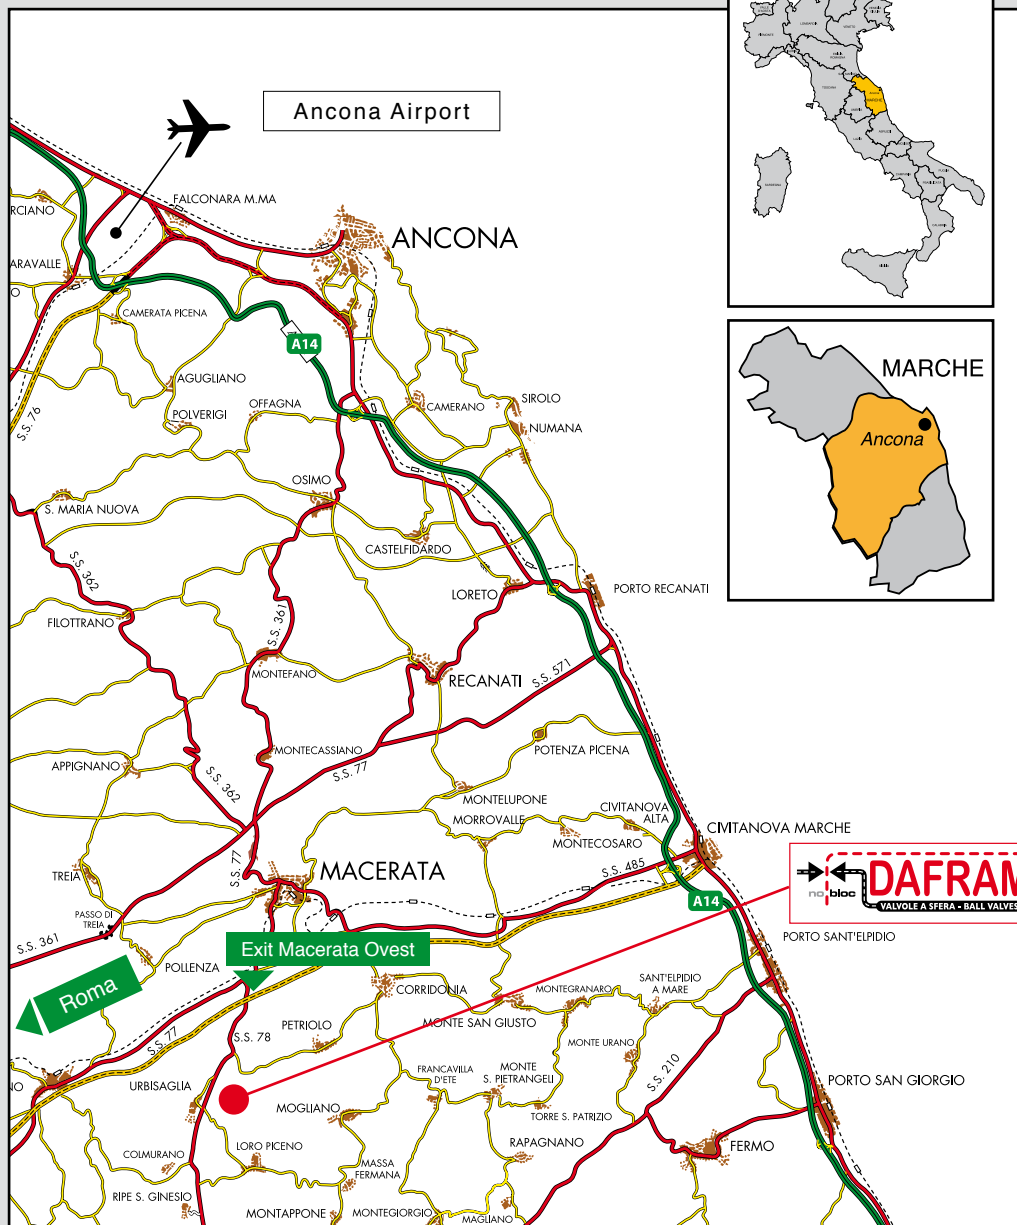 Ancona Airport
FALCONARA M.MA
RCIANO
ANCONA
ARAVALLE
CAMERATA PICENA
A14
AGUGLIANO
S.S. 76
POLVERIGI
OFFAGNA
CAMERANO
SIROLO
NUMANA
MARCHE
Ancona
OSIMO
S. MARIA NUOVA
CASTELFIDARDO
S.S. 362
LORETO
PORTO RECANATI
S.S. 361
FILOTTRANO
MONTEFANO
RECANATI
S.S. 571
MONTECASSIANO
POTENZA PICENA
APPIGNANO
S.S. 362
S.S. 77
MONTELUPONE
MORROVALLE
CIVITANOVA
ALTA
CIVITANOVA MARCHE
MONTECOSARO
S.S. 77
MACERATA
S.S. 485
TREIA
no bloc
DAFRAM
VALVOLE A SFERA - BALL VALVES
A14
PASSO DI
TREIA
S.S. 361
PORTO SANT'ELPIDIO
Exit Macerata Ovest
POLLENZA
Roma
CORRIDONIA
MONTEGRANARO
SANT'ELPIDIO
A MARE
MONTE SAN GIUSTO
PETRIOLO
S.S. 78
S.S. 77
MONTE URANO
S.S. 210
FRANCAVILLA
D'ETE
MONTE
S. PIETRANGELI
NO
URBISAGLIA
PORTO SAN GIORGIO
MOGLIANO
TORRE S. PATRIZIO
RAPAGNANO
FERMO
COLMURANO
LORO PICENO
MASSA
FERMANA
RIPE S. GINESIO
MONTAPPONE
MONTEGIORGIO
MAGLIANO